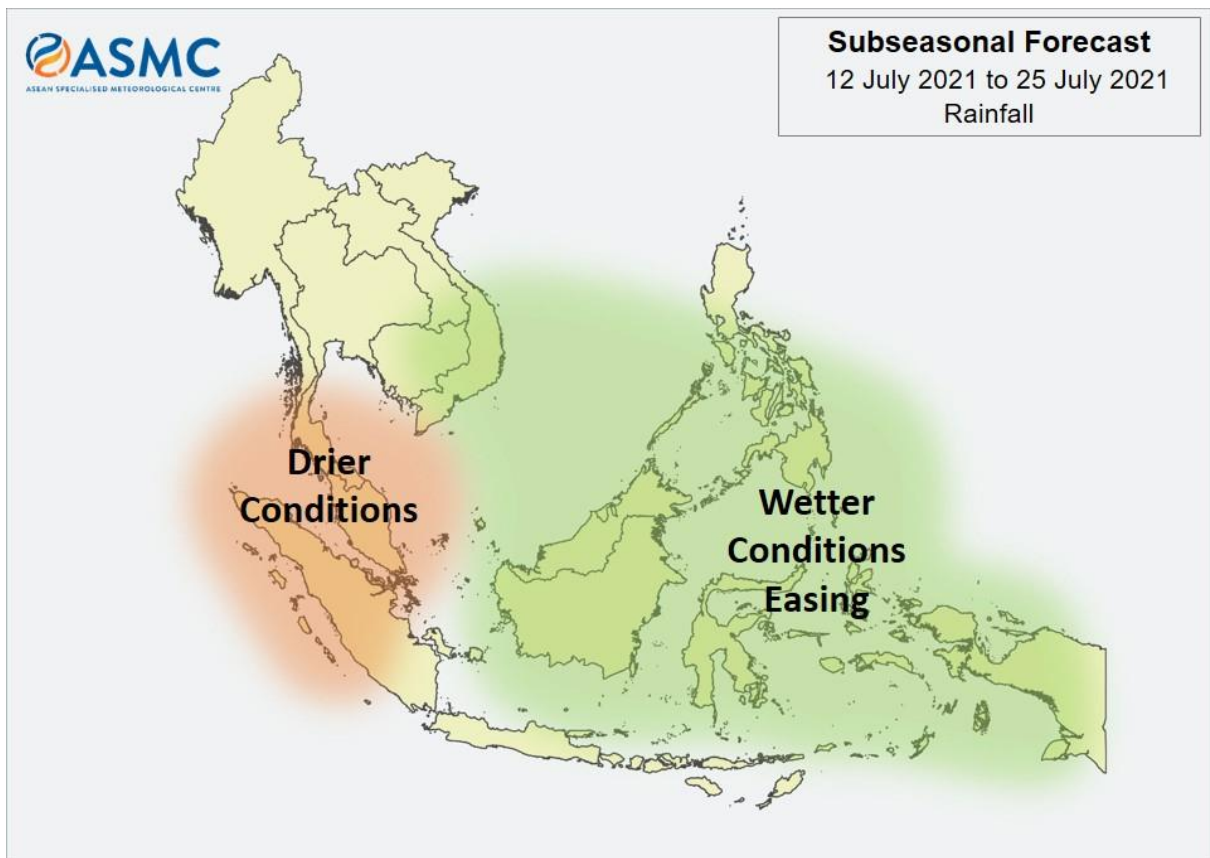 ASMC
ASEAN SPECIALISED METEOROLOGICAL CENTRE
Subseasonal Forecast
12 July 2021 to 25 July 2021
Rainfall
Drier
Conditions
Wetter
Conditions
Easing